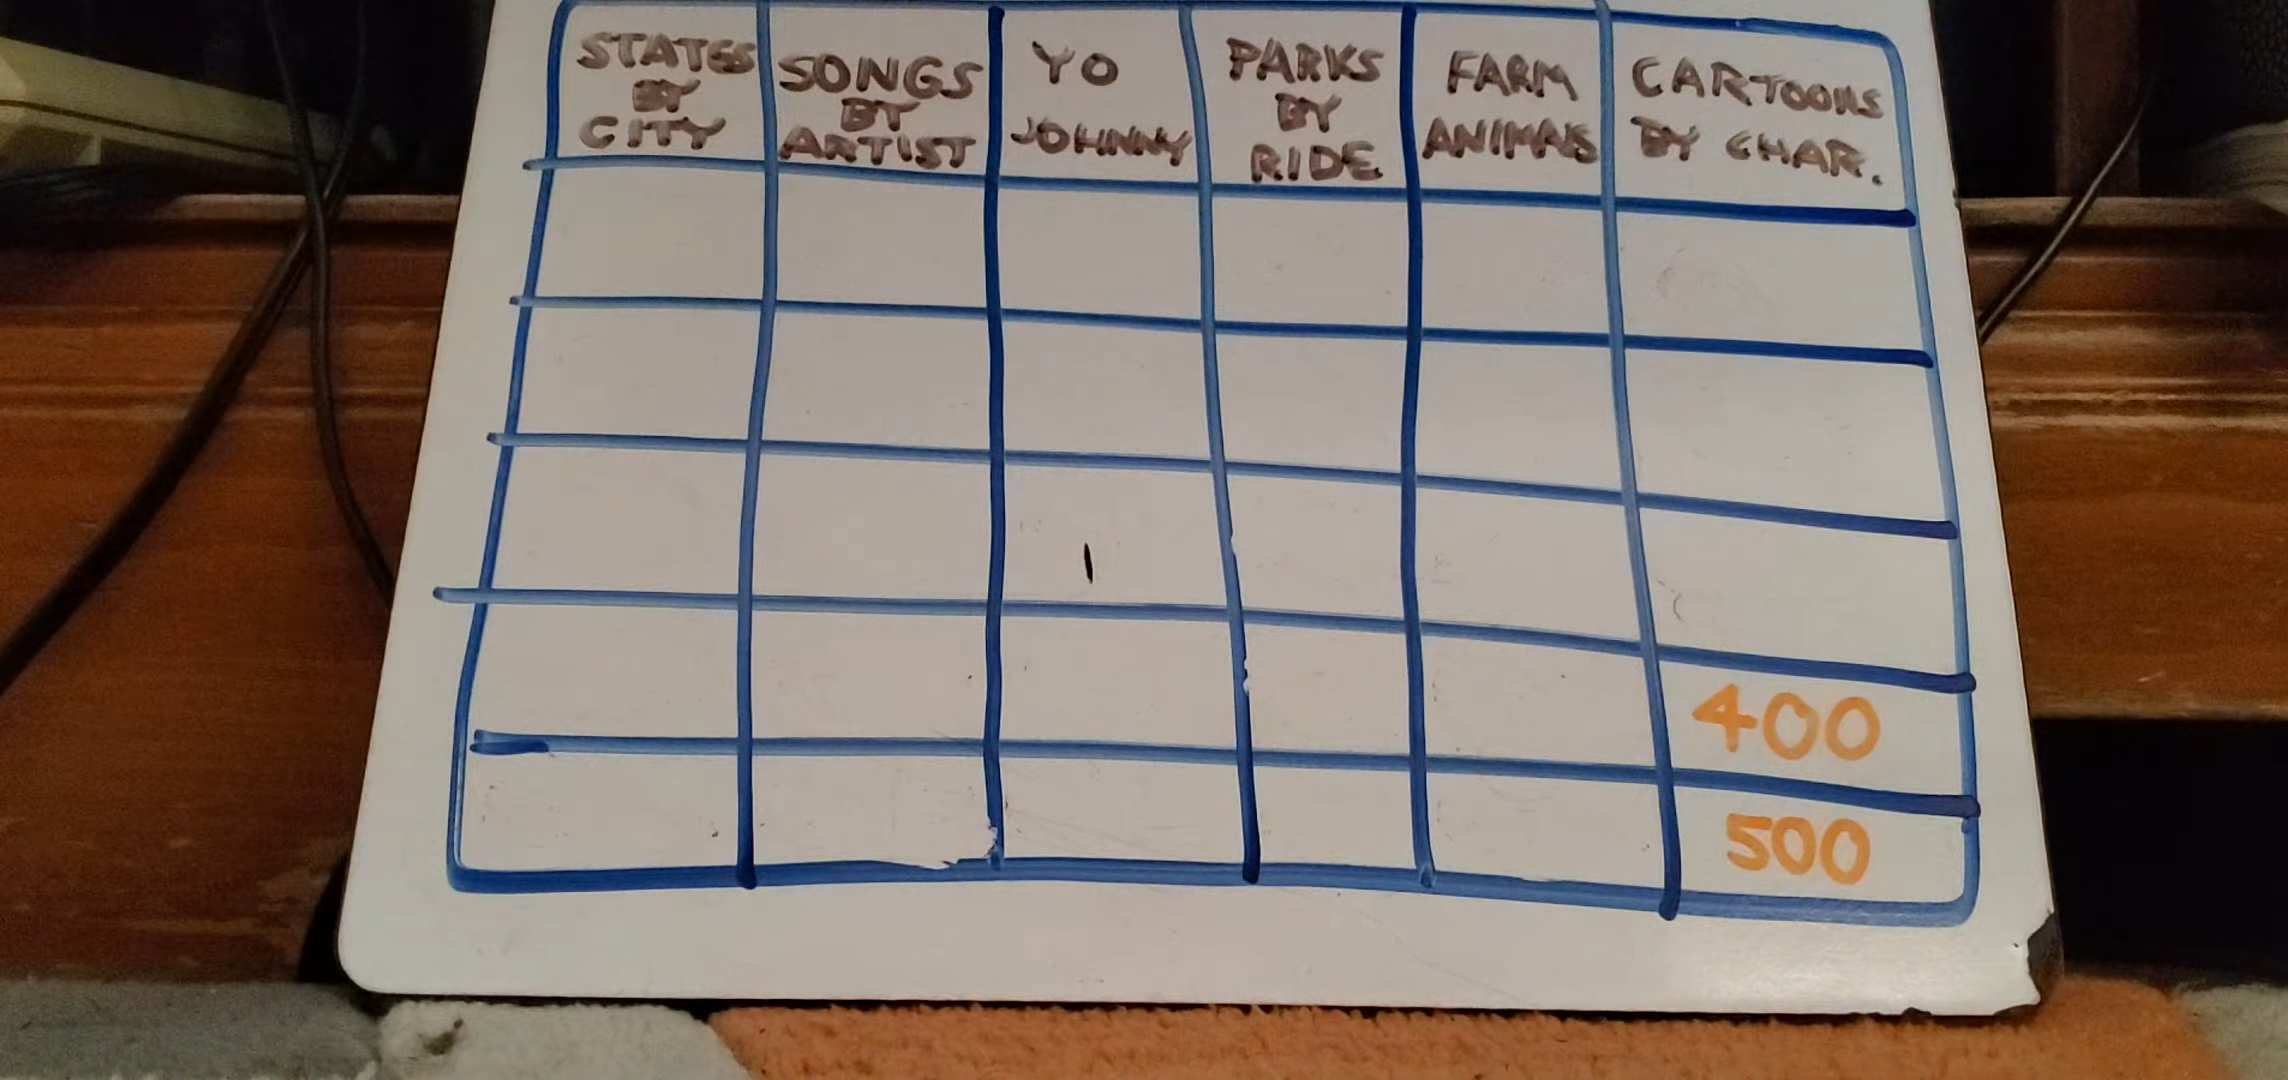 STATES
BY
CITY
SONGS
BY
ARTIST
YO
JOHNNY
PARKS
BY
RIDE
FARM
ANIMALS
CARTOONS
BY CHAR.
400
500